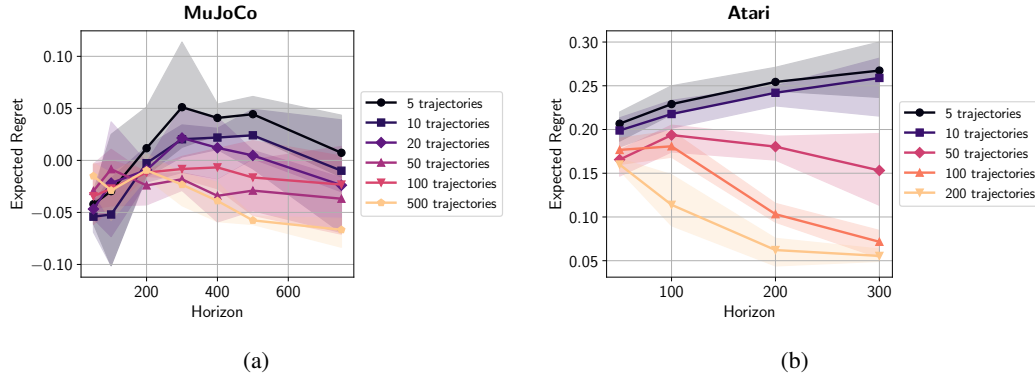 MuJoCo
0.10
0.05
0.00
−0.05
−0.10
Expected Regret
200
400
600
Horizon
5 trajectories
10 trajectories
20 trajectories
50 trajectories
100 trajectories
500 trajectories
(a)
Atari
0.30
0.25
0.20
0.15
0.10
0.05
Expected Regret
100
200
300
Horizon
5 trajectories
10 trajectories
50 trajectories
100 trajectories
200 trajectories
(b)